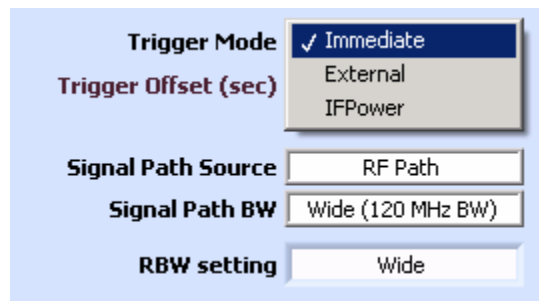 Trigger Mode ✓ Immediate
Trigger Offset (sec) External
IFPower
Signal Path Source RF Path
Signal Path BW Wide (120 MHz BW)
RBW setting Wide